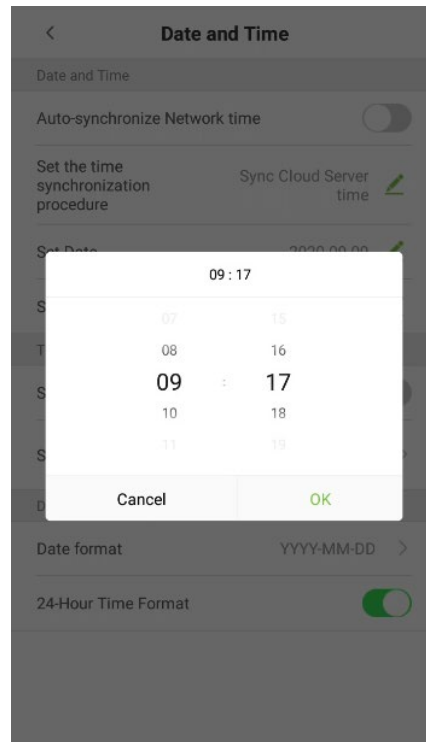 Date and Time
Date and Time
Auto-synchronize Network time
Set the time
synchronization
procedure
Sync Cloud Server
time
Set Date
09 : 17
07 15
08 16
09 : 17
10 18
11 19
Cancel OK
Date format YYYY-MM-DD
24-Hour Time Format